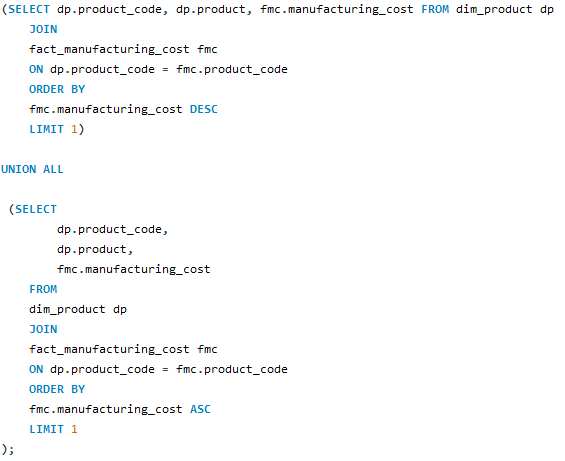 (SELECT dp.product_code, dp.product, fmc.manufacturing_cost FROM dim_product dp
JOIN
fact_manufacturing_cost fmc
ON dp.product_code = fmc.product_code
ORDER BY
fmc.manufacturing_cost DESC
LIMIT 1)
UNION ALL
(SELECT
dp.product_code,
dp.product,
fmc.manufacturing_cost
FROM
dim_product dp
JOIN
fact_manufacturing_cost fmc
ON dp.product_code = fmc.product_code
ORDER BY
fmc.manufacturing_cost ASC
LIMIT 1
);